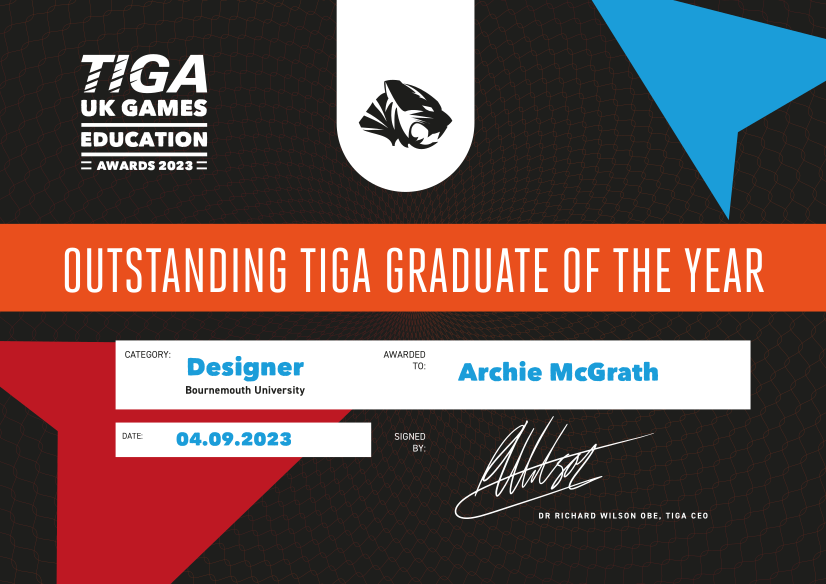 TIGA
UK GAMES
EDUCATION
AWARDS 2023
OUTSTANDING TIGA GRADUATE OF THE YEAR
CATEGORY:
Designer
Bournemouth University
AWARDED
TO:
Archie McGrath
DATE:
04.09.2023
SIGNED
BY:
DR RICHARD WILSON OBE, TIGA CEO